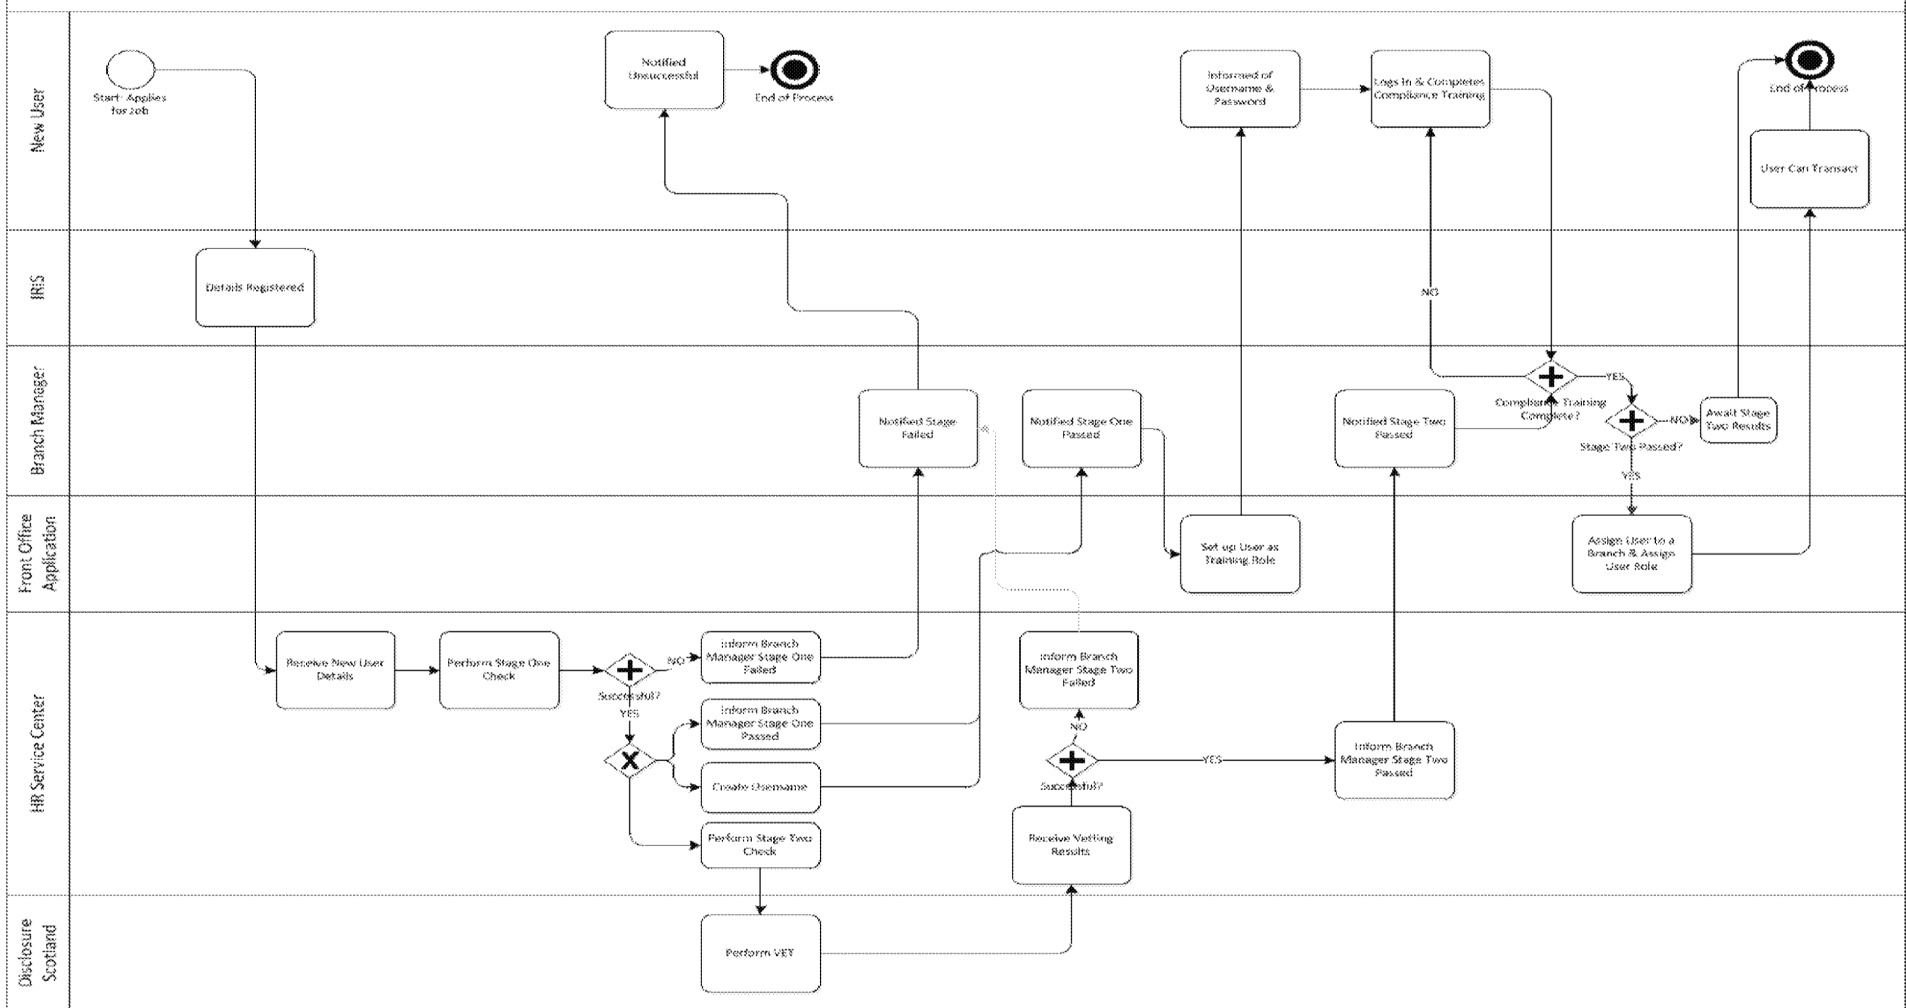 New User
Start: Applies
for Job
Notified
Unsuccessful
End of Process
Informed of
Username &
Password
Logs In & Completes
Compliance Training
End of Process
User Can Transact
IRIS
Details Registered
NO
Branch Manager
Notified Stage
Failed
Notified Stage One
Passed
Notified Stage Two
Passed
Compliance Training
Complete?
YES
Stage Two Passed?
NO
Await Stage
Two Results
YES
Front Office
Application
Set up User as
Training Role
Assign User to a
Branch & Assign
User Role
HR Service Center
Receive New User
Details
Perform Stage One
Check
Successful?
NO
YES
Inform Branch
Manager Stage One
Failed
Inform Branch
Manager Stage One
Passed
Create Username
Perform Stage Two
Check
Inform Branch
Manager Stage Two
Failed
NO
Successful?
YES
Receive Vetting
Results
Inform Branch
Manager Stage Two
Passed
Disclosure
Scotland
Perform VET